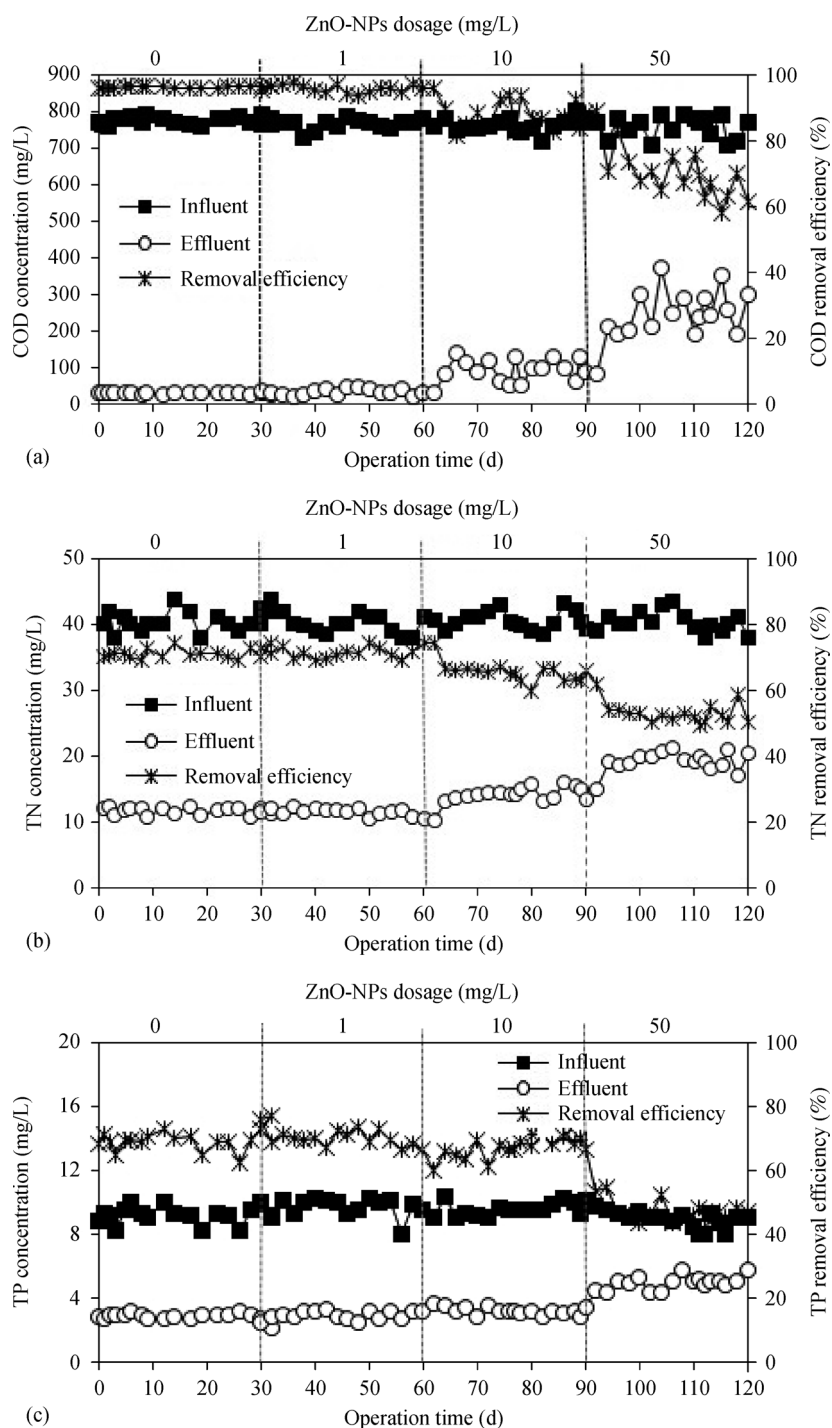 ZnO-NPs dosage (mg/L)
0 1 10 50
900 800 700 600 500 400 300 200 100 0
COD concentration (mg/L)
Influent
Effluent
Removal efficiency
100 80 60 40 20 0
COD removal efficiency (%)
0 10 20 30 40 50 60 70 80 90 100 110 120
(a)
Operation time (d)
ZnO-NPs dosage (mg/L)
0 1 10 50
50 40 30 20 10 0
TN concentration (mg/L)
Influent
Effluent
Removal efficiency
100 80 60 40 20 0
TN removal efficiency (%)
0 10 20 30 40 50 60 70 80 90 100 110 120
(b)
Operation time (d)
ZnO-NPs dosage (mg/L)
0 1 10 50
20 16 14 12 8 4 0
TP concentration (mg/L)
Influent
Effluent
Removal efficiency
100 80 60 40 20 0
TP removal efficiency (%)
0 10 20 30 40 50 60 70 80 90 100 110 120
(c)
Operation time (d)